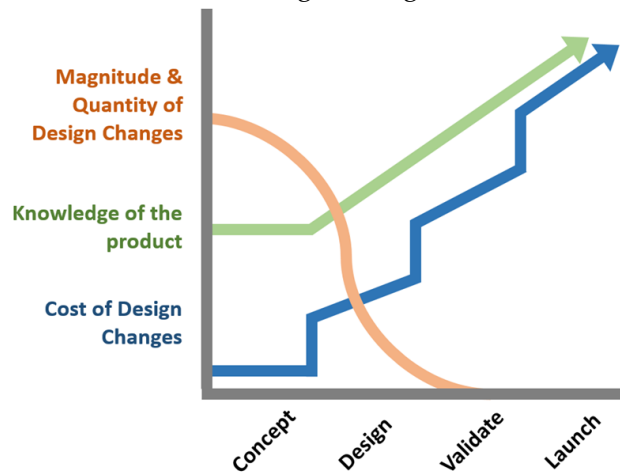 Magnitude &
Quantity of
Design Changes
Knowledge of the
product
Cost of Design
Changes
Concept
Design
Validate
Launch